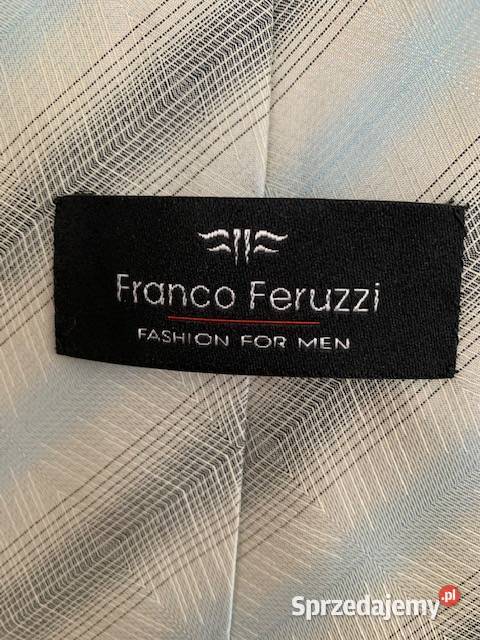 Franco Feruzzi
FASHION FOR MEN
Sprzedajemy.pl